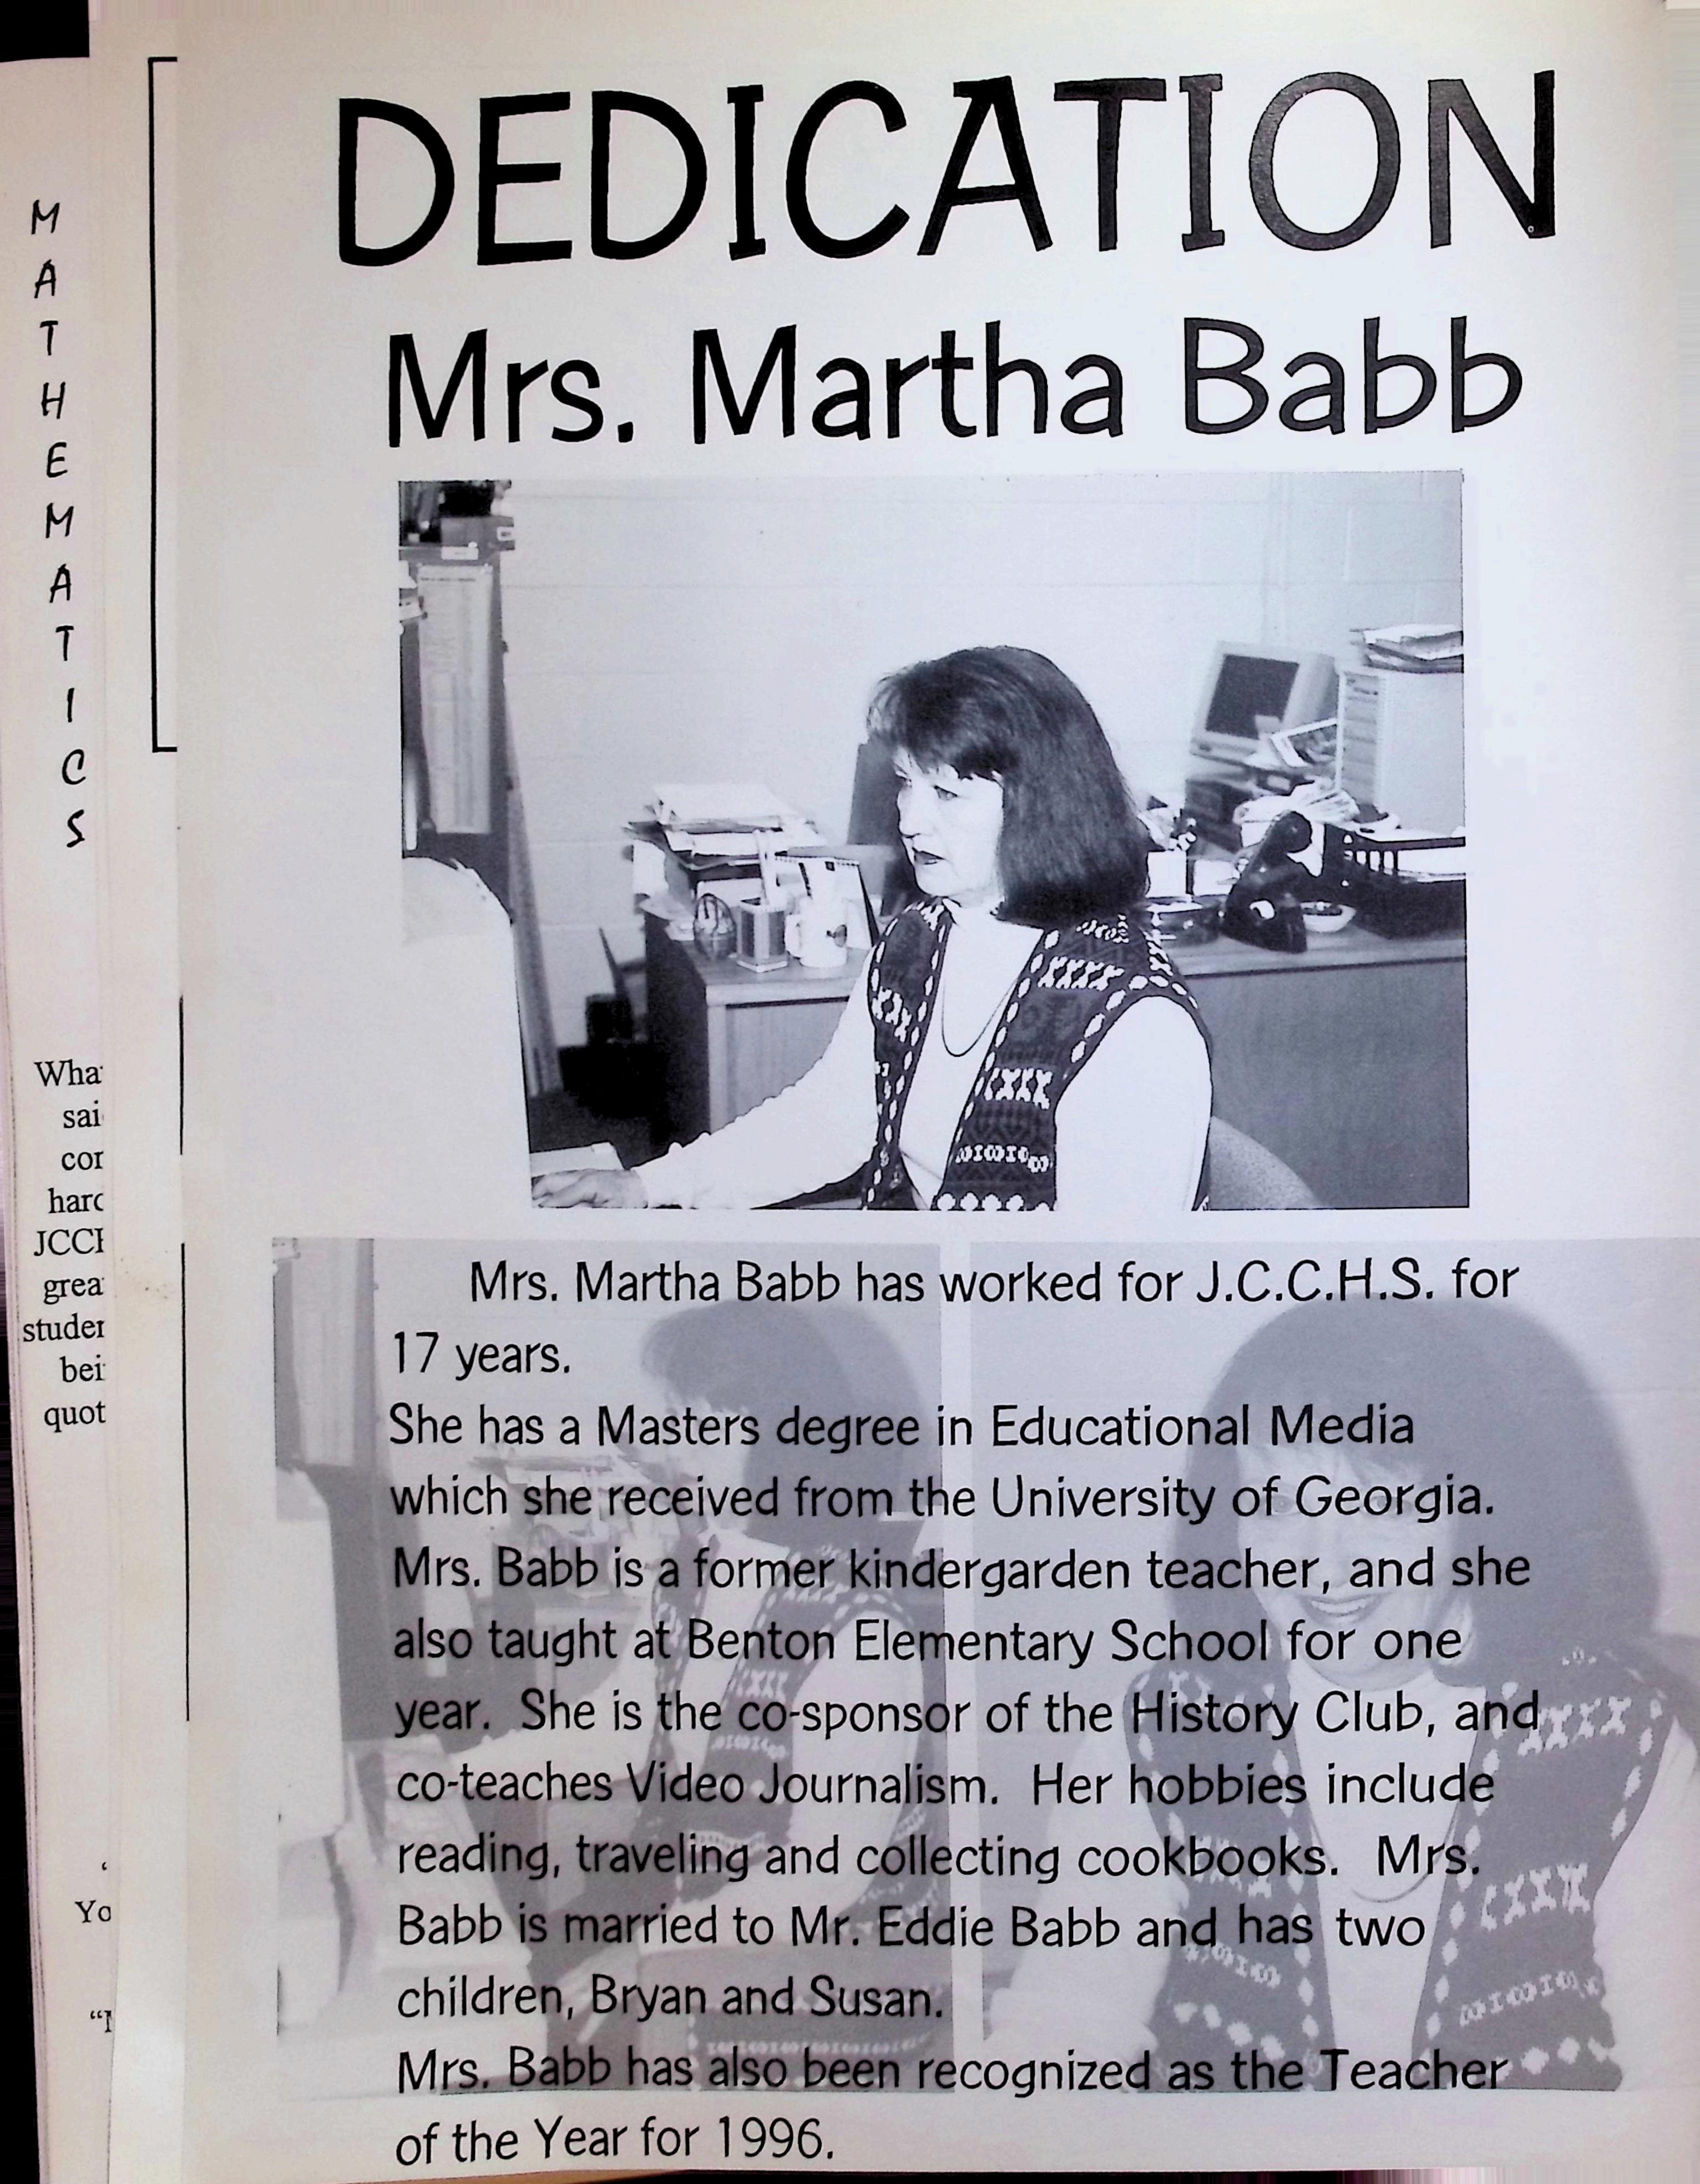 MATHEMATICS
JCCH
DEDICATION
Mrs. Martha Babb
Mrs. Martha Babb has worked for J.C.C.H.S. for
17 years.
She has a Masters degree in Educational Media
which she received from the University of Georgia.
Mrs. Babb is a former kindergarden teacher, and she
also taught at Benton Elementary School for one
year. She is the co-sponsor of the History Club, and
co-teaches Video Journalism. Her hobbies include
reading, traveling and collecting cookbooks. Mrs.
Babb is married to Mr. Eddie Babb and has two
children, Bryan and Susan.
Mrs. Babb has also been recognized as the Teacher
of the Year for 1996.